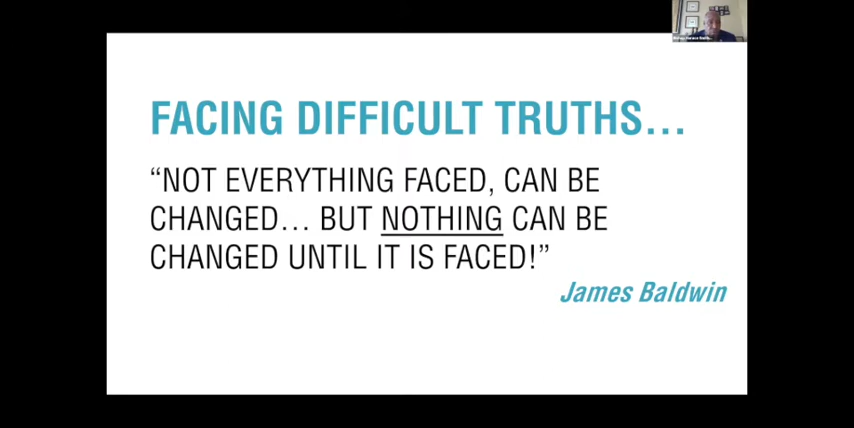 FACING DIFFICULT TRUTHS...
“NOT EVERYTHING FACED, CAN BE
CHANGED... BUT NOTHING CAN BE
CHANGED UNTIL IT IS FACED!”
James Baldwin